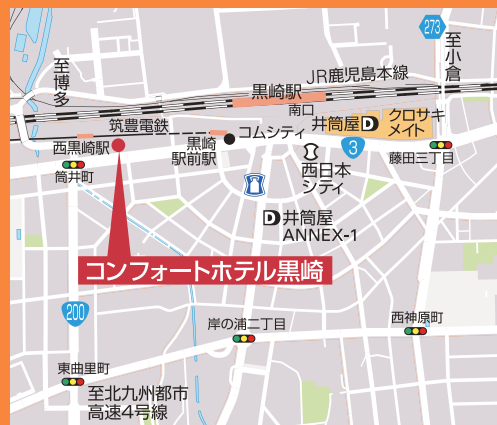 273
至小倉
JR鹿児島本線
至博多
黒崎駅
南口
筑豊電鉄
井筒屋
D
クロサキ
メイト
西黒崎駅
黒崎
駅前駅
コムシティ
3
藤田三丁目
筒井町
西日本
シティ
D 井筒屋
ANNEX-1
コンフォートホテル黒崎
200
岸の浦二丁目
西神原町
東曲里町
至北九州都市
高速4号線